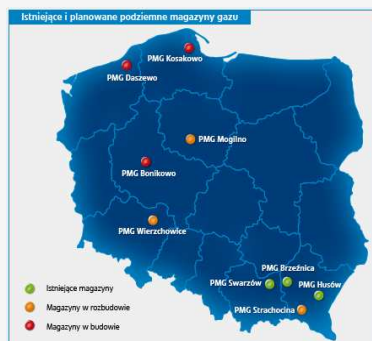 Istniejące i planowane podziemne magazyny gazu
PMG Kosakowo
PMG Daszewo
PMG Mogilno
PMG Bonikowo
PMG Wierzchowice
PMG Brzeźnica
PMG Swarzów
PMG Husów
PMG Strachocina
Istniejące magazyny
Magazyny w rozbudowie
Magazyny w budowie